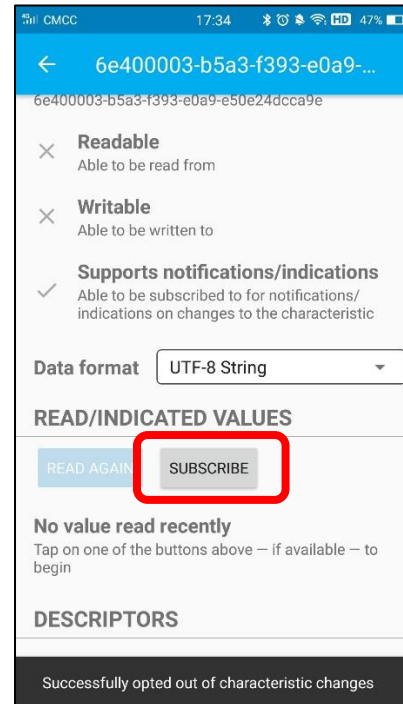 CMCC 17:34 HD 47%
6e400003-b5a3-f393-e0a9-...
6e400003-b5a3-f393-e0a9-e50e24dcca9e
Readable
Able to be read from
Writable
Able to be written to
Supports notifications/indications
Able to be subscribed to for notifications/
indications on changes to the characteristic
Data format UTF-8 String
READ/INDICATED VALUES
READ AGAIN SUBSCRIBE
No value read recently
Tap on one of the buttons above — if available — to
begin
DESCRIPTORS
Successfully opted out of characteristic changes